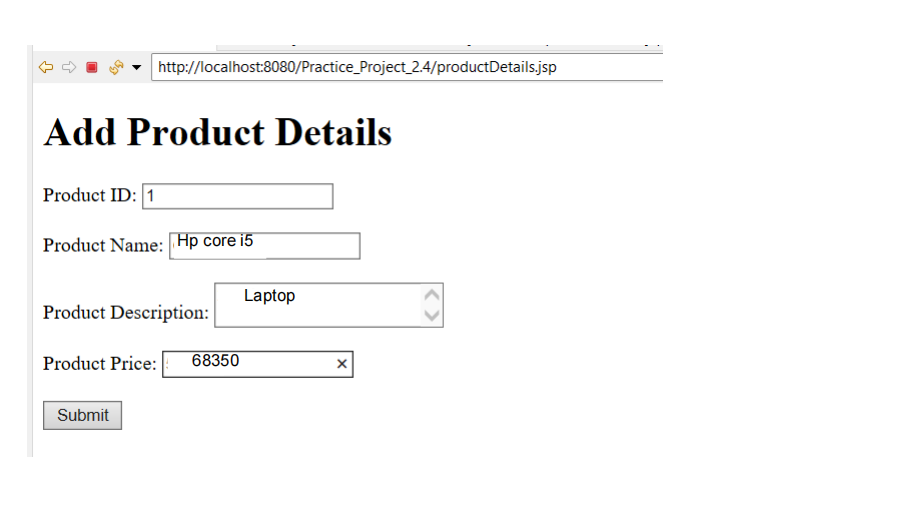 http://localhost:8080/Practice_Project_2.4/productDetails.jsp
Add Product Details
Product ID: 1
Product Name: Hp core i5
Product Description: Laptop
Product Price: 68350 ×
Submit